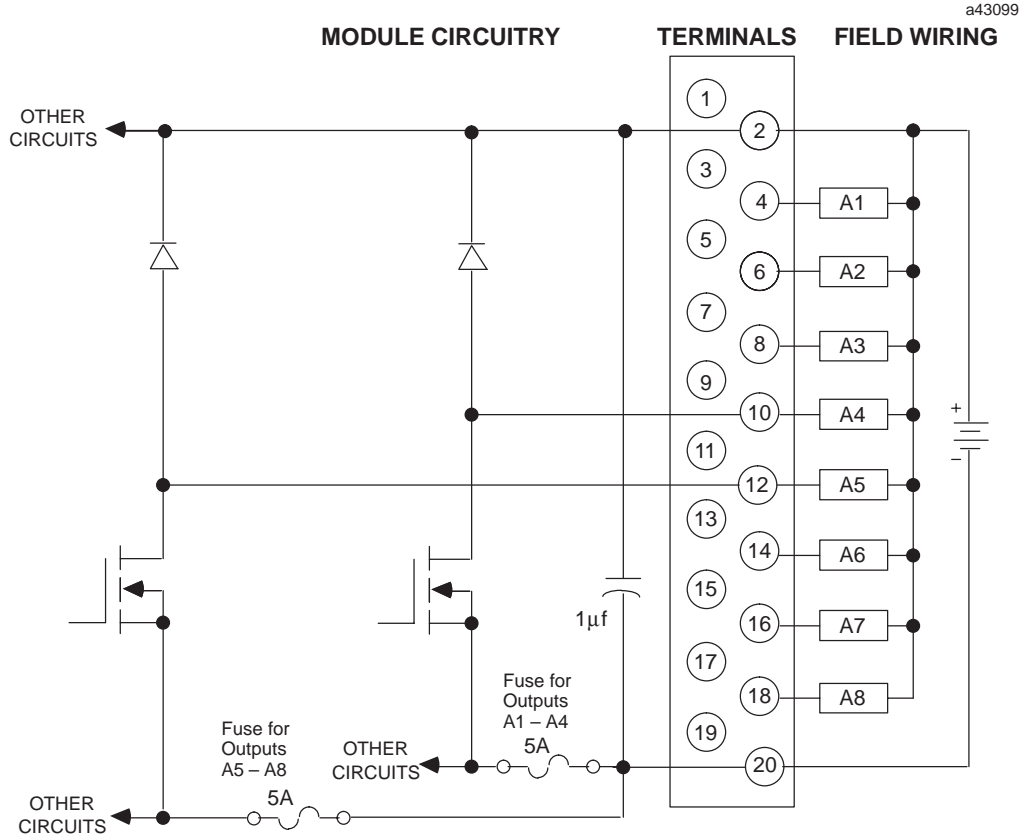 a43099
MODULE CIRCUITRY TERMINALS FIELD WIRING
OTHER
CIRCUITS
1
2
3
4 A1
5
6 A2
7
8 A3
9
10 A4
+
11
−
12 A5
13
14 A6
15
1μf
16 A7
17
Fuse for
Outputs
A1 – A4
5A
18 A8
19
20
Fuse for
Outputs
A5 – A8
5A
OTHER
CIRCUITS
OTHER
CIRCUITS